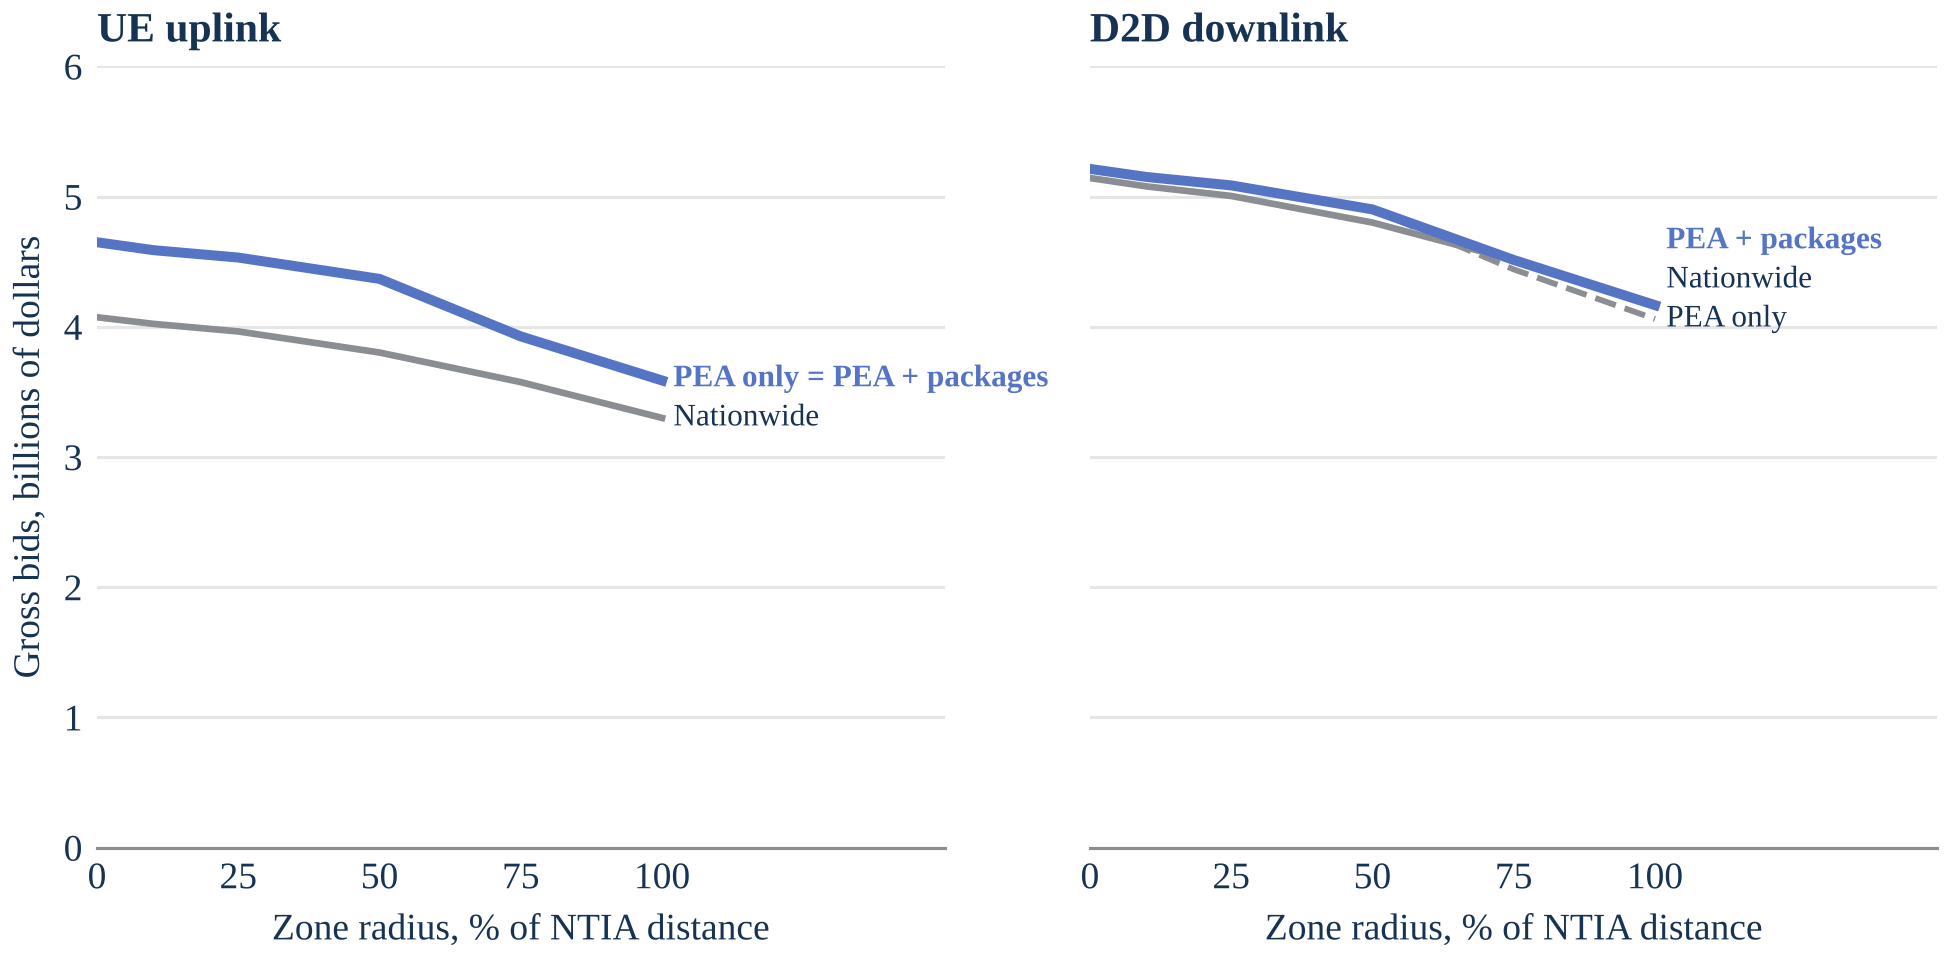 UE uplink
D2D downlink
Gross bids, billions of dollars
6
5
4
3
2
1
0
PEA only = PEA + packages
Nationwide
0 25 50 75 100
Zone radius, % of NTIA distance
PEA + packages
Nationwide
PEA only
0 25 50 75 100
Zone radius, % of NTIA distance